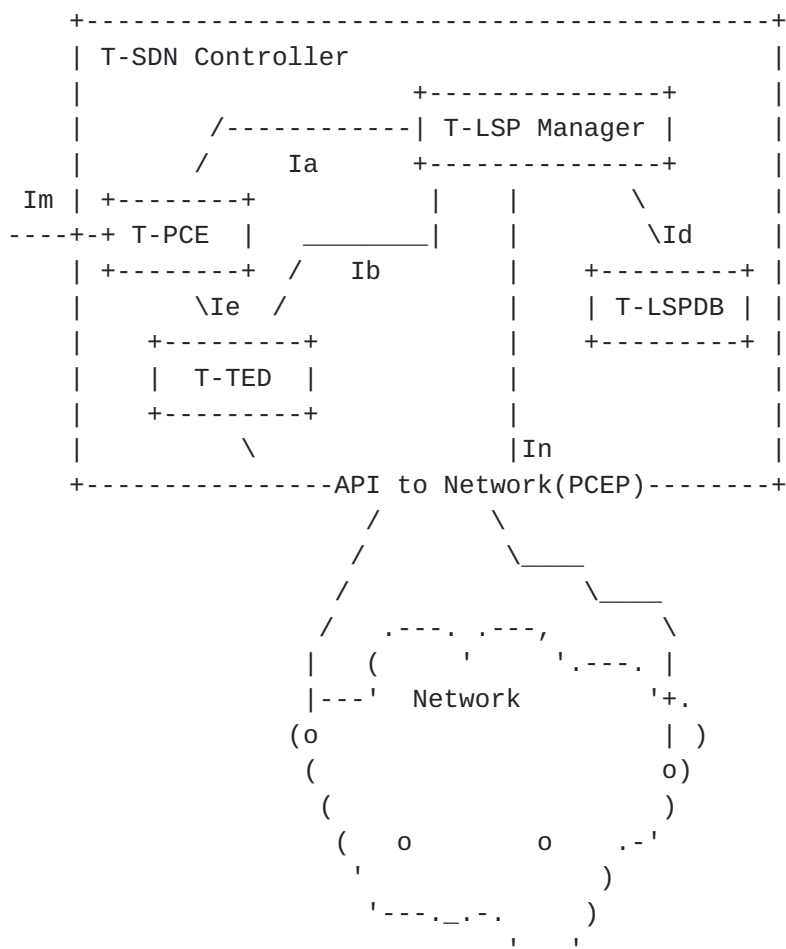 T-SDN Controller
T-LSP Manager
Ia
Im
T-PCE
\Id
Ib
\Ie
T-LSPDB
T-TED
In
API to Network(PCEP)
Network